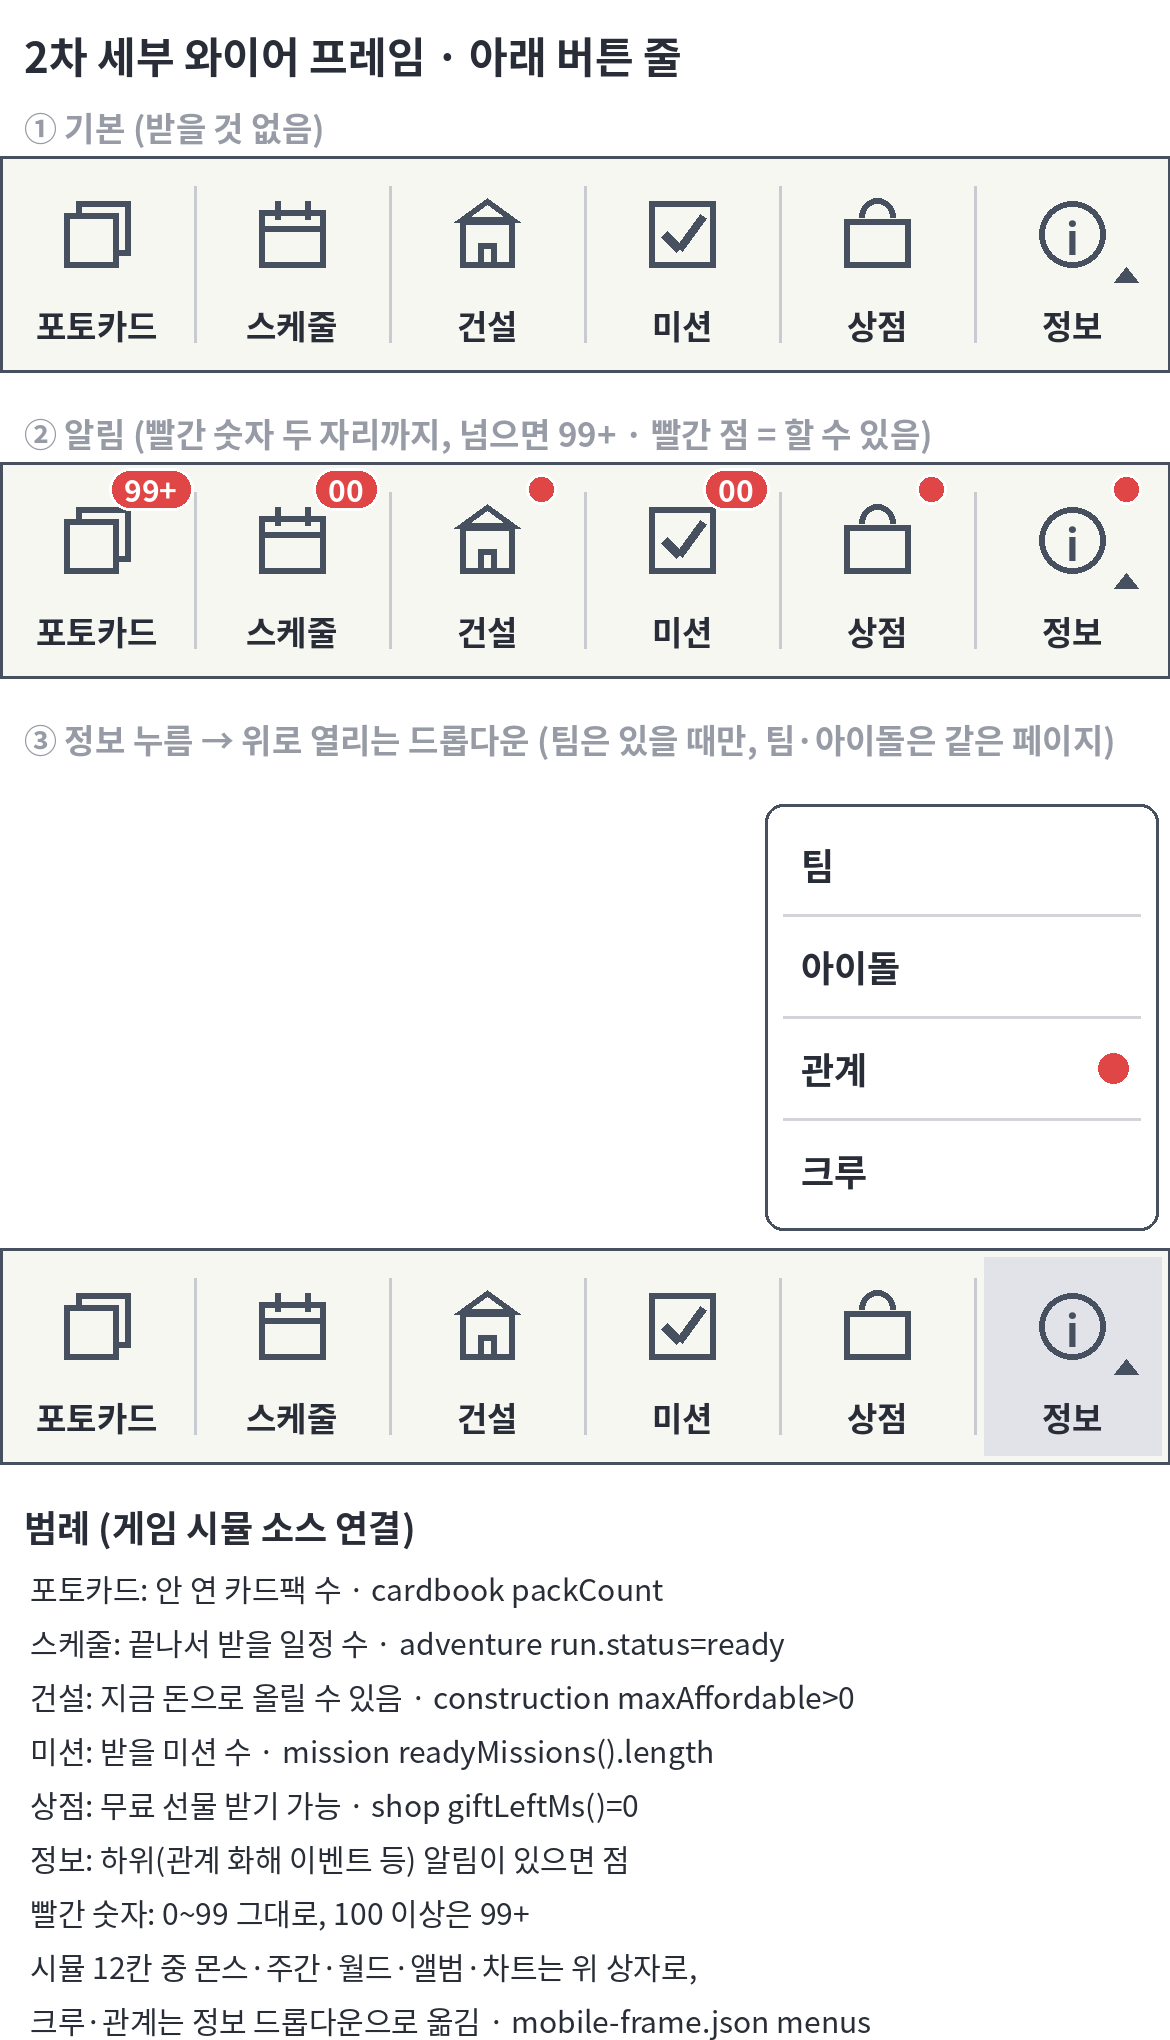 2차 세부 와이어 프레임 · 아래 버튼 줄
① 기본 (받을 것 없음)
포토카드 스케줄 건설 미션 상점 정보
② 알림 (빨간 숫자 두 자리까지, 넘으면 99+ · 빨간 점 = 할 수 있음)
99+ 00 00
포토카드 스케줄 건설 미션 상점 정보
③ 정보 누름 → 위로 열리는 드롭다운 (팀은 있을 때만, 팀·아이돌은 같은 페이지)
팀
아이돌
관계
크루
포토카드 스케줄 건설 미션 상점 정보
범례 (게임 시뮬 소스 연결)
포토카드: 안 연 카드팩 수 · cardbook packCount
스케줄: 끝나서 받을 일정 수 · adventure run.status=ready
건설: 지금 돈으로 올릴 수 있음 · construction maxAffordable>0
미션: 받을 미션 수 · mission readyMissions().length
상점: 무료 선물 받기 가능 · shop giftLeftMs()=0
정보: 하위(관계 화해 이벤트 등) 알림이 있으면 점
빨간 숫자: 0~99 그대로, 100 이상은 99+
시뮬 12칸 중 몬스·주간·월드·앨범·차트는 위 상자로,
크루·관계는 정보 드롭다운으로 옮김 · mobile-frame.json menus